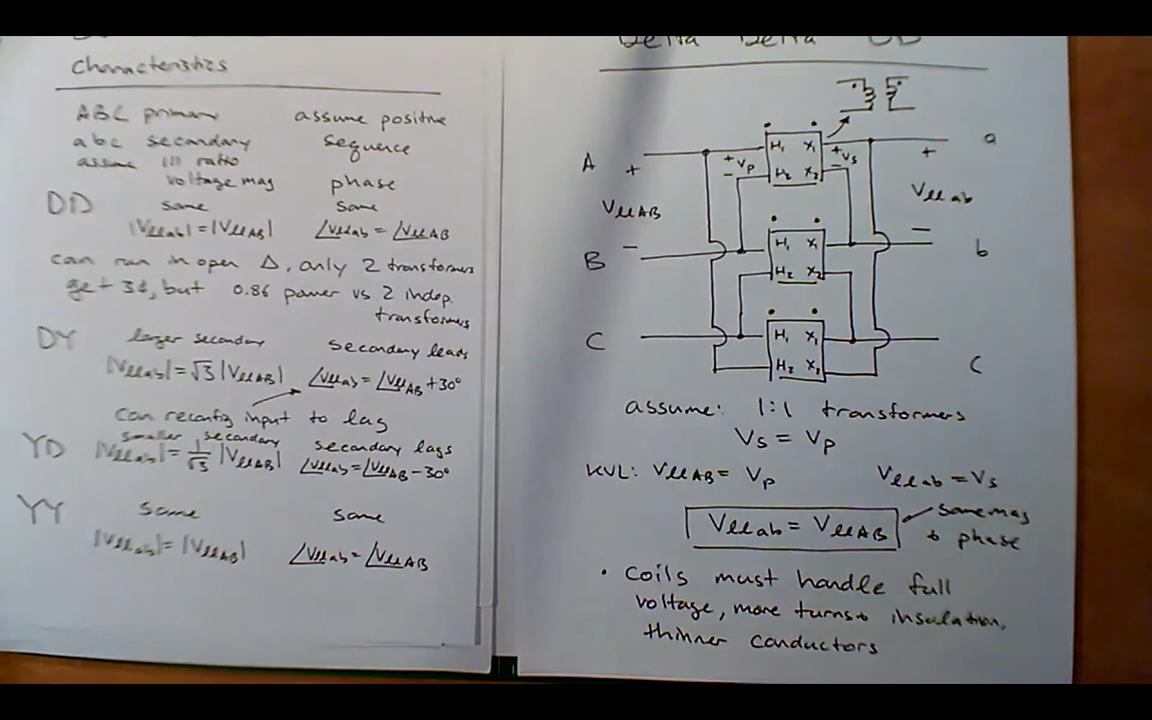 Characteristics
ABC primary
abc secondary
assume 1:1 ratio
assume positive
sequence
voltage mag
phase
DD
same
same
|Vllab| = |VllAB|
∠Vllab = ∠VllAB
can run in open Δ, only 2 transformers
get 3ɸ, but 0.86 power vs 2 indep.
transformers
DY
larger secondary
secondary leads
|Vllab| = √3 |VllAB|
∠Vllab = ∠VllAB +30°
can reconfig input to lag
YD
smaller secondary
secondary lags
|Vllab| = 1/√3 |VllAB|
∠Vllab = ∠VllAB -30°
YY
same
same
|Vllab| = |VllAB|
∠Vllab = ∠VllAB
Delta Delta DD
A
+
H1 X1
+ Vp -
+ Vs -
H2 X2
a
+
VllAB
Vllab
-
-
B
H1 X1
b
H2 X2
C
H1 X1
H2 X2
C
assume: 1:1 transformers
Vs = Vp
KVL: VllAB = Vp
Vllab = Vs
Vllab = VllAB
same mag
+ phase
• coils must handle full
voltage, more turns + insulation,
thinner conductors